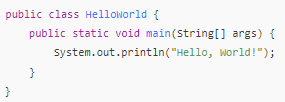 public class HelloWorld {
    public static void main(String[] args) {
        System.out.println("Hello, World!");
    }
}